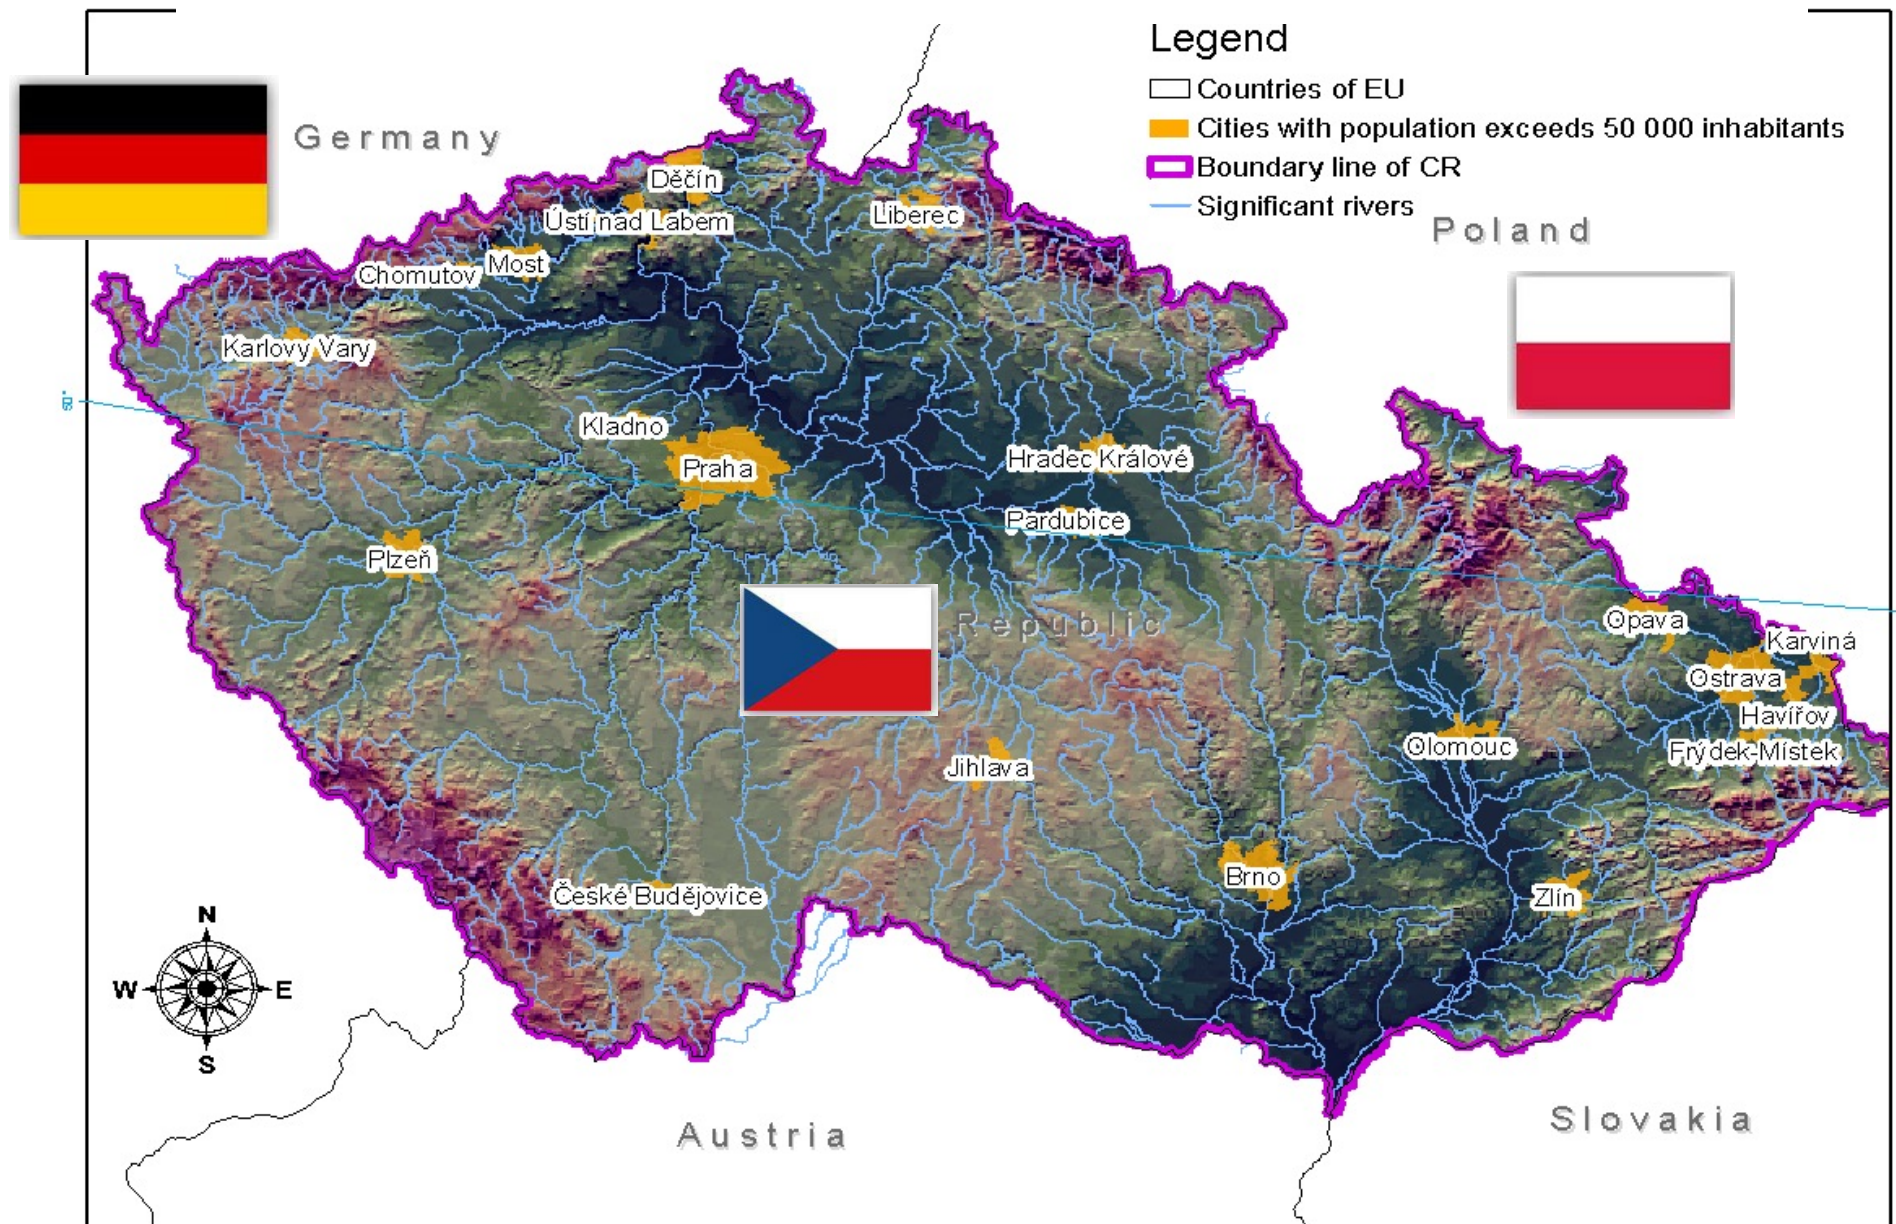 Legend
Countries of EU
Cities with population exceeds 50 000 inhabitants
Boundary line of CR
Significant rivers
Germany
Poland
Děčín
Ústí nad Labem
Liberec
Most
Chomutov
Karlovy Vary
50°
Kladno
Praha
Hradec Králové
Pardubice
Plzeň
Republic
Opava
Karviná
Ostrava
Havířov
Olomouc
Frýdek-Místek
Jihlava
Brno
České Budějovice
Zlín
N
W E
S
Austria
Slovakia